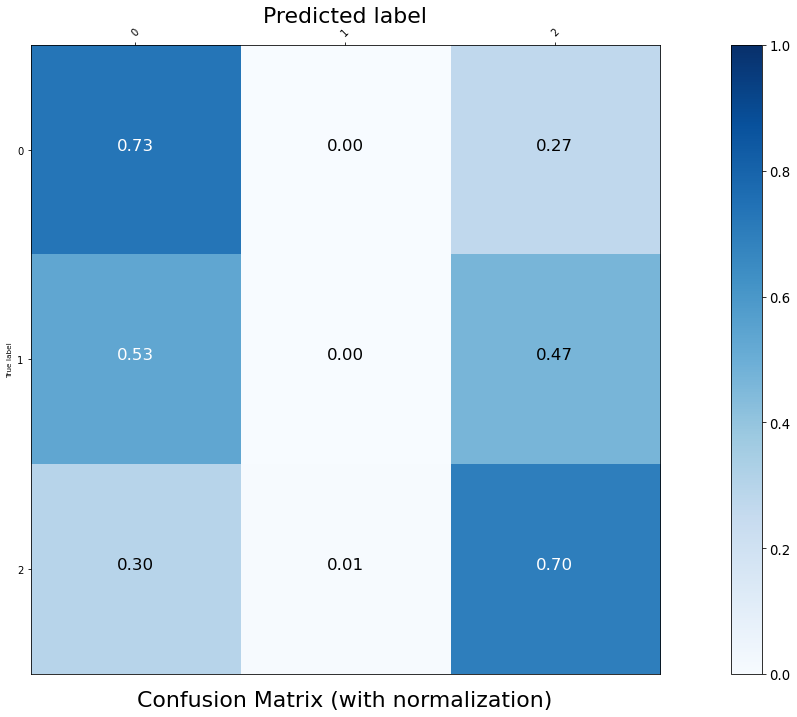 Predicted label
0 1 2
1.0
0 0.73 0.00 0.27
0.8
0.6
True label 1 0.53 0.00 0.47
0.4
2 0.30 0.01 0.70
0.2
0.0
Confusion Matrix (with normalization)